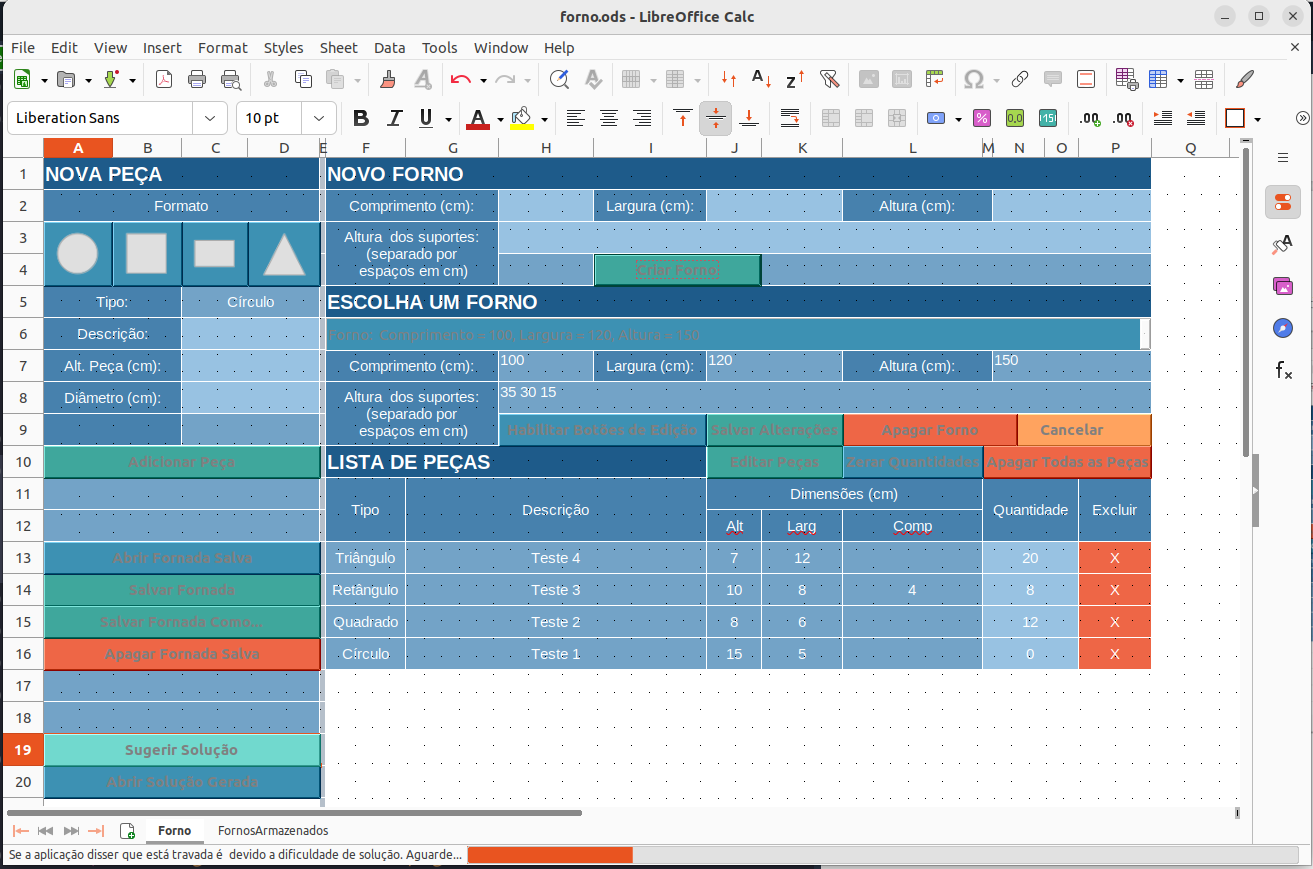 forno.ods - LibreOffice Calc
File Edit View Insert Format Styles Sheet Data Tools Window Help
Liberation Sans 10 pt
A B C D E F G H I J K L M N O P Q
1 NOVA PEÇA NOVO FORNO
2 Formato Comprimento (cm): Largura (cm): Altura (cm):
3 Altura dos suportes:
(separado por
4 espaços em cm) Criar Forno
5 Tipo: Círculo ESCOLHA UM FORNO
6 Descrição: Forno: Comprimento = 100, Largura = 120, Altura = 150
7 Alt. Peça (cm): Comprimento (cm): 100 Largura (cm): 120 Altura (cm): 150
8 Diâmetro (cm): Altura dos suportes: 35 30 15
(separado por
9 espaços em cm) Habilitar Botões de Edição Salvar Alterações Apagar Forno Cancelar
10 Adicionar Peça LISTA DE PEÇAS Editar Peças Zerar Quantidades Apagar Todas as Peças
11 Tipo Descrição Dimensões (cm) Quantidade Excluir
12 Alt Larg Comp
13 Abrir Fornada Salva Triângulo Teste 4 7 12 20 X
14 Salvar Fornada Retângulo Teste 3 10 8 4 8 X
15 Salvar Fornada Como... Quadrado Teste 2 8 6 12 X
16 Apagar Fornada Salva Círculo Teste 1 15 5 0 X
17
18
19 Sugerir Solução
20 Abrir Solução Gerada
Forno FornosArmazenados
Se a aplicação disser que está travada é devido a dificuldade de solução. Aguarde...